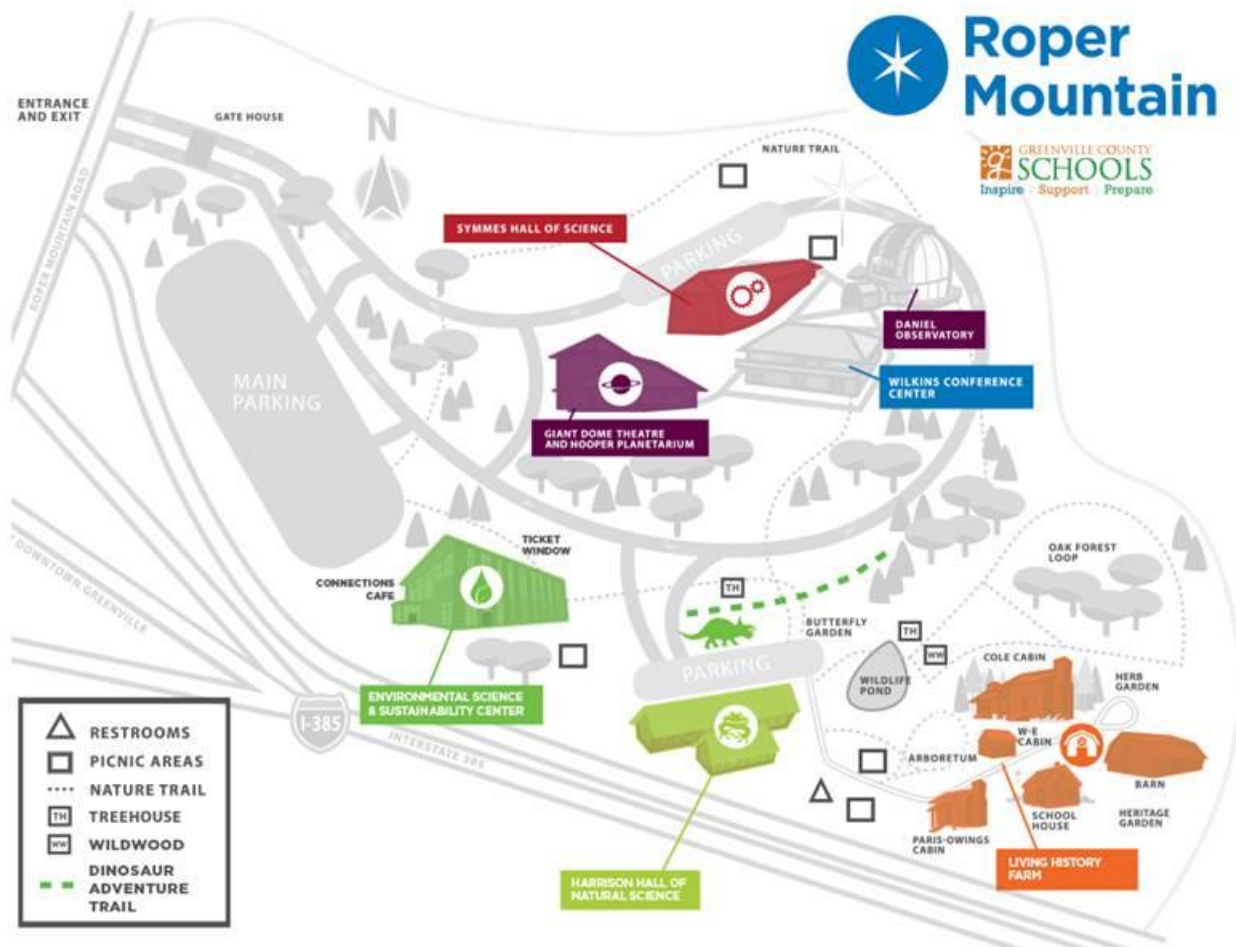 Roper
Mountain
GREENVILLE COUNTY
SCHOOLS
Inspire | Support | Prepare
ENTRANCE
AND EXIT
GATE HOUSE
N
NATURE TRAIL
ROPER MOUNTAIN ROAD
SYMMES HALL OF SCIENCE
PARKING
DANIEL
OBSERVATORY
MAIN
PARKING
WILKINS CONFERENCE
CENTER
GIANT DOME THEATRE
AND HOOPER PLANETARIUM
TICKET
WINDOW
OAK FOREST
LOOP
DOWNTOWN GREENVILLE
CONNECTIONS
CAFE
TH
BUTTERFLY
GARDEN
TH
WW
PARKING
WILDLIFE
POND
COLE CABIN
HERB
GARDEN
ENVIRONMENTAL SCIENCE
& SUSTAINABILITY CENTER
I-385
INTERSTATE 385
W-E
CABIN
ARBORETUM
BARN
SCHOOL
HOUSE
HERITAGE
GARDEN
PARIS-OWINGS
CABIN
LIVING HISTORY
FARM
HARRISON HALL OF
NATURAL SCIENCE
RESTROOMS
PICNIC AREAS
NATURE TRAIL
TH TREEHOUSE
WW WILDWOOD
DINOSAUR
ADVENTURE
TRAIL